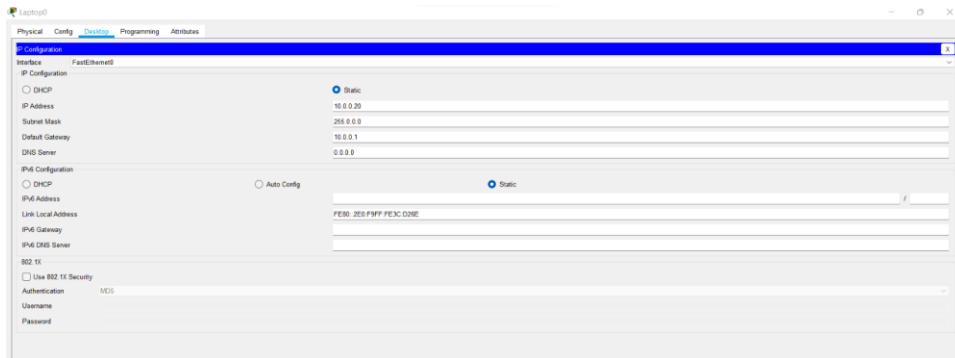 Laptop0
Physical Config Desktop Programming Attributes
IP Configuration X
Interface FastEthernet0
IP Configuration
DHCP Static
IP Address 10.0.0.20
Subnet Mask 255.0.0.0
Default Gateway 10.0.0.1
DNS Server 0.0.0.0
IPv6 Configuration
DHCP Auto Config Static
IPv6 Address /
Link Local Address FE80::2E0:F9FF:FE3C:D26E
IPv6 Gateway
IPv6 DNS Server
802.1X
Use 802.1X Security
Authentication MD5
Username
Password